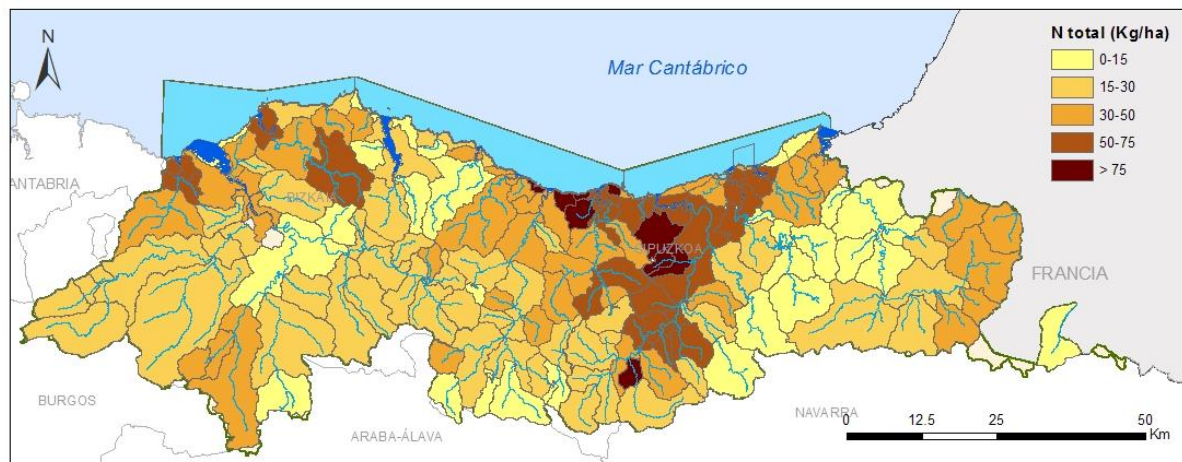 N
Mar Cantábrico
N total (Kg/ha)
0-15
15-30
30-50
50-75
> 75
ANTABRIA
BIZKAIA
IPUZKOA
FRANCIA
BURGOS
ARABA-ÁLAVA
NAVARRA
0 12.5 25 50
Km